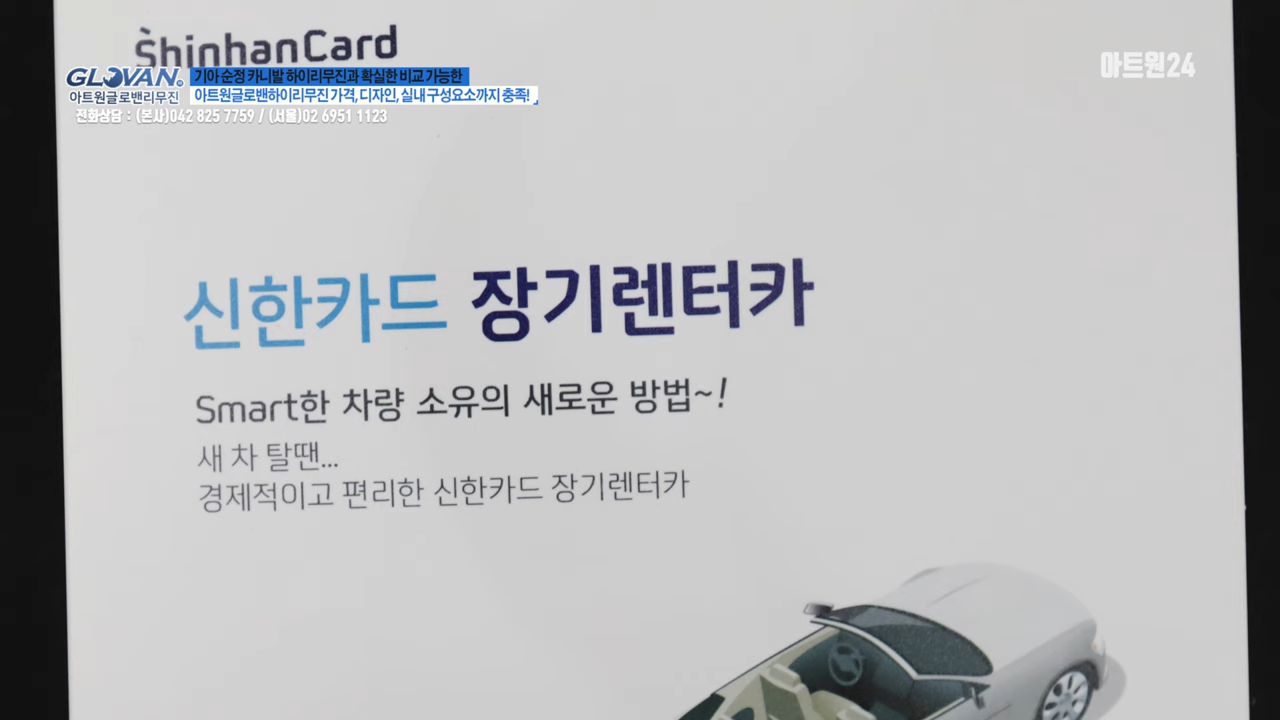 ShinhanCard
GLOVAN.
아트원글로밴리무진
기아 순정 카니발 하이리무진과 확실한 비교 가능한
아트원글로밴하이리무진 가격, 디자인, 실내 구성요소까지 충족!
전화상담 : (본사)042 825 7759 / (서울)02 6951 1123
아트원24
신한카드 장기렌터카
Smart한 차량 소유의 새로운 방법~!
새 차 탈땐...
경제적이고 편리한 신한카드 장기렌터카